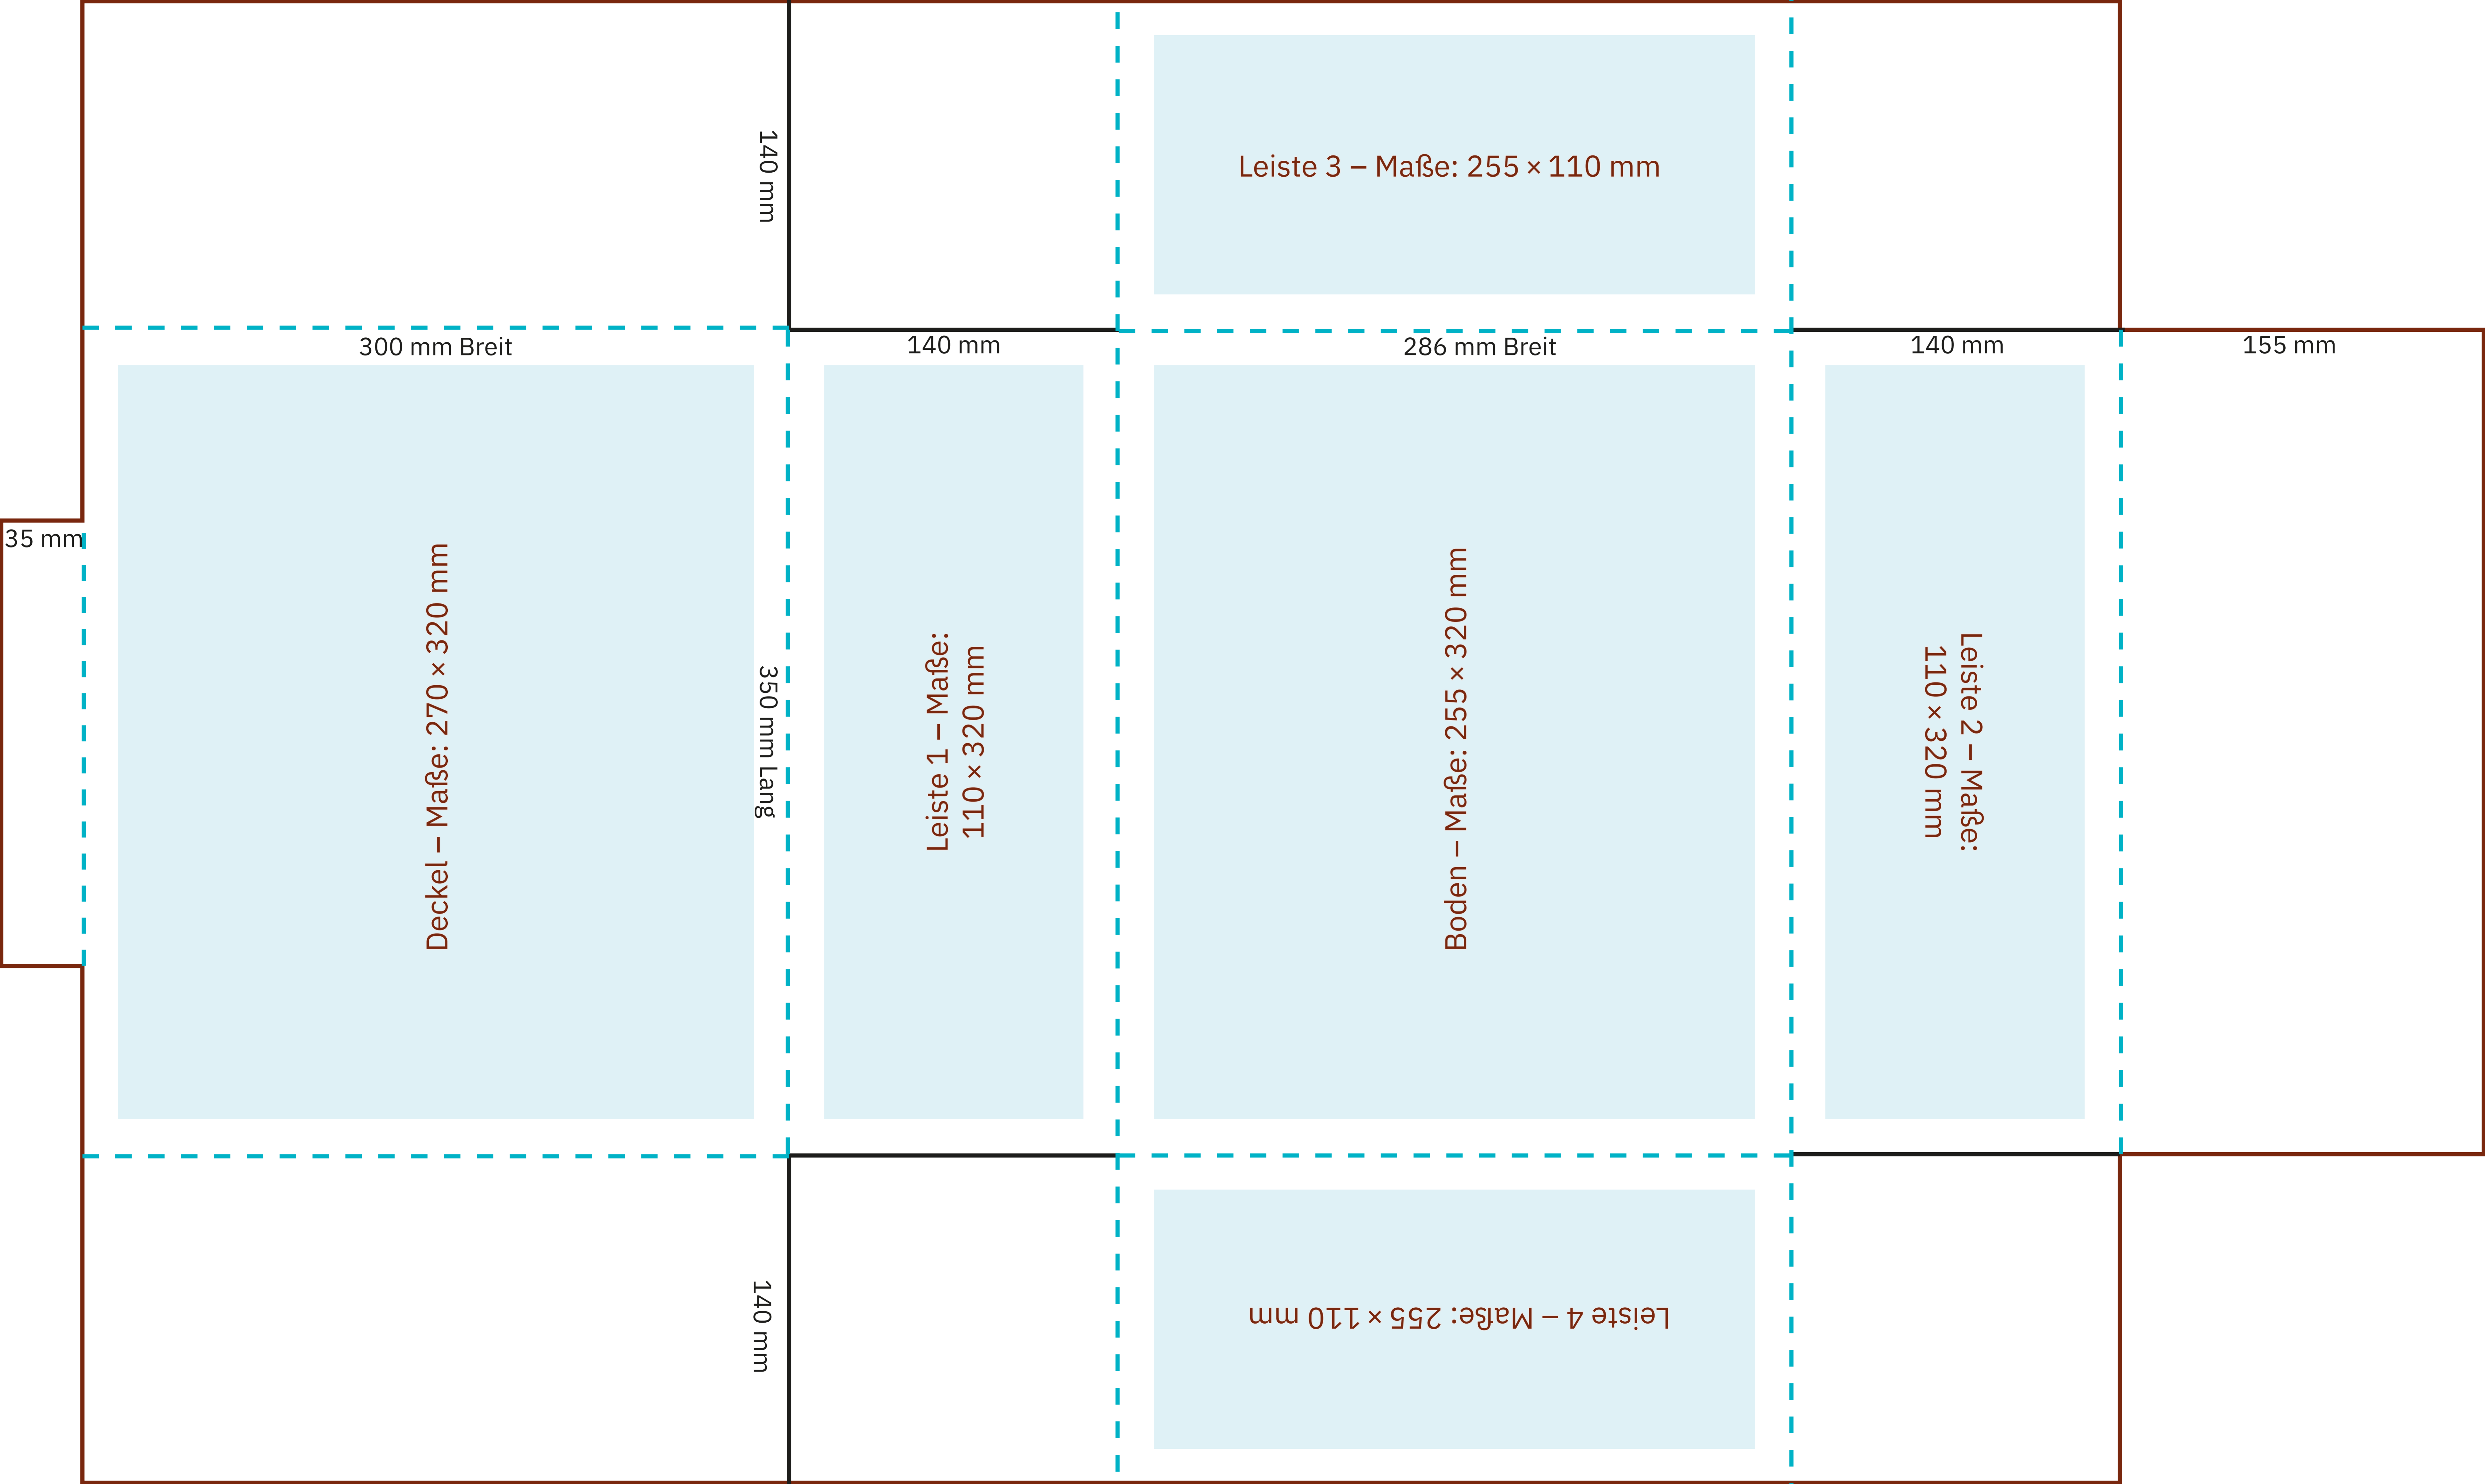 140 mm
Leiste 3 – Maße: 255 × 110 mm
300 mm Breit
140 mm
286 mm Breit
140 mm
155 mm
35 mm
Deckel – Maße: 270 × 320 mm
350 mm Lang
Leiste 1 – Maße:
110 × 320 mm
Boden – Maße: 255 × 320 mm
Leiste 2 – Maße:
110 × 320 mm
140 mm
Leiste 4 – Maße: 255 × 110 mm